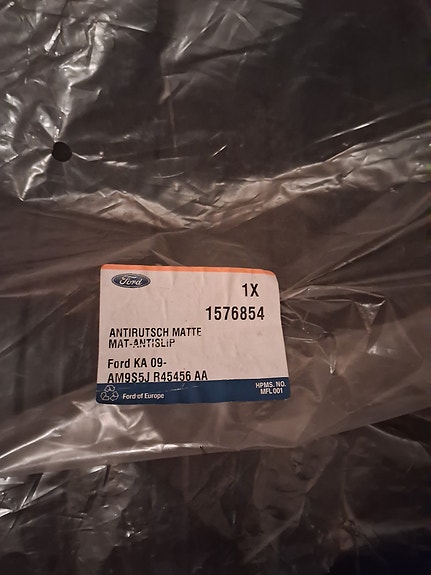 Ford
1X
1576854
ANTIRUTSCH MATTE
MAT-ANTISLIP
Ford KA 09-
AM9S5J R45456 AA
Ford of Europe
HPMS. NO.
MFL 001